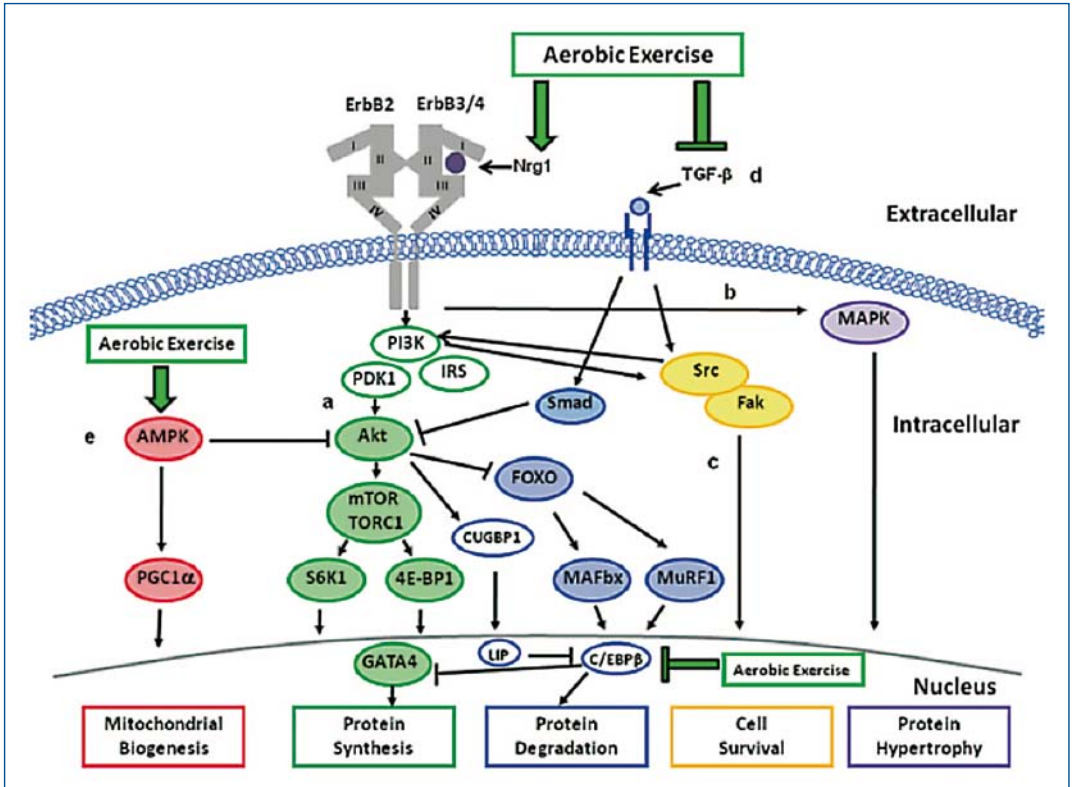 Aerobic Exercise
ErbB2 ErbB3/4
I
I
II
II
Nrg1
III
III
IV
IV
TGF-β d
Extracellular
b
MAPK
Aerobic Exercise
PI3K
IRS
PDK1
Src
Fak
a
Smad
Intracellular
e
AMPK
Akt
c
FOXO
mTOR
TORC1
CUGBP1
PGC1α
S6K1
4E-BP1
MAFbx
MuRF1
GATA4
LIP
C/EBPβ
Aerobic Exercise
Nucleus
Mitochondrial
Biogenesis
Protein
Synthesis
Protein
Degradation
Cell
Survival
Protein
Hypertrophy